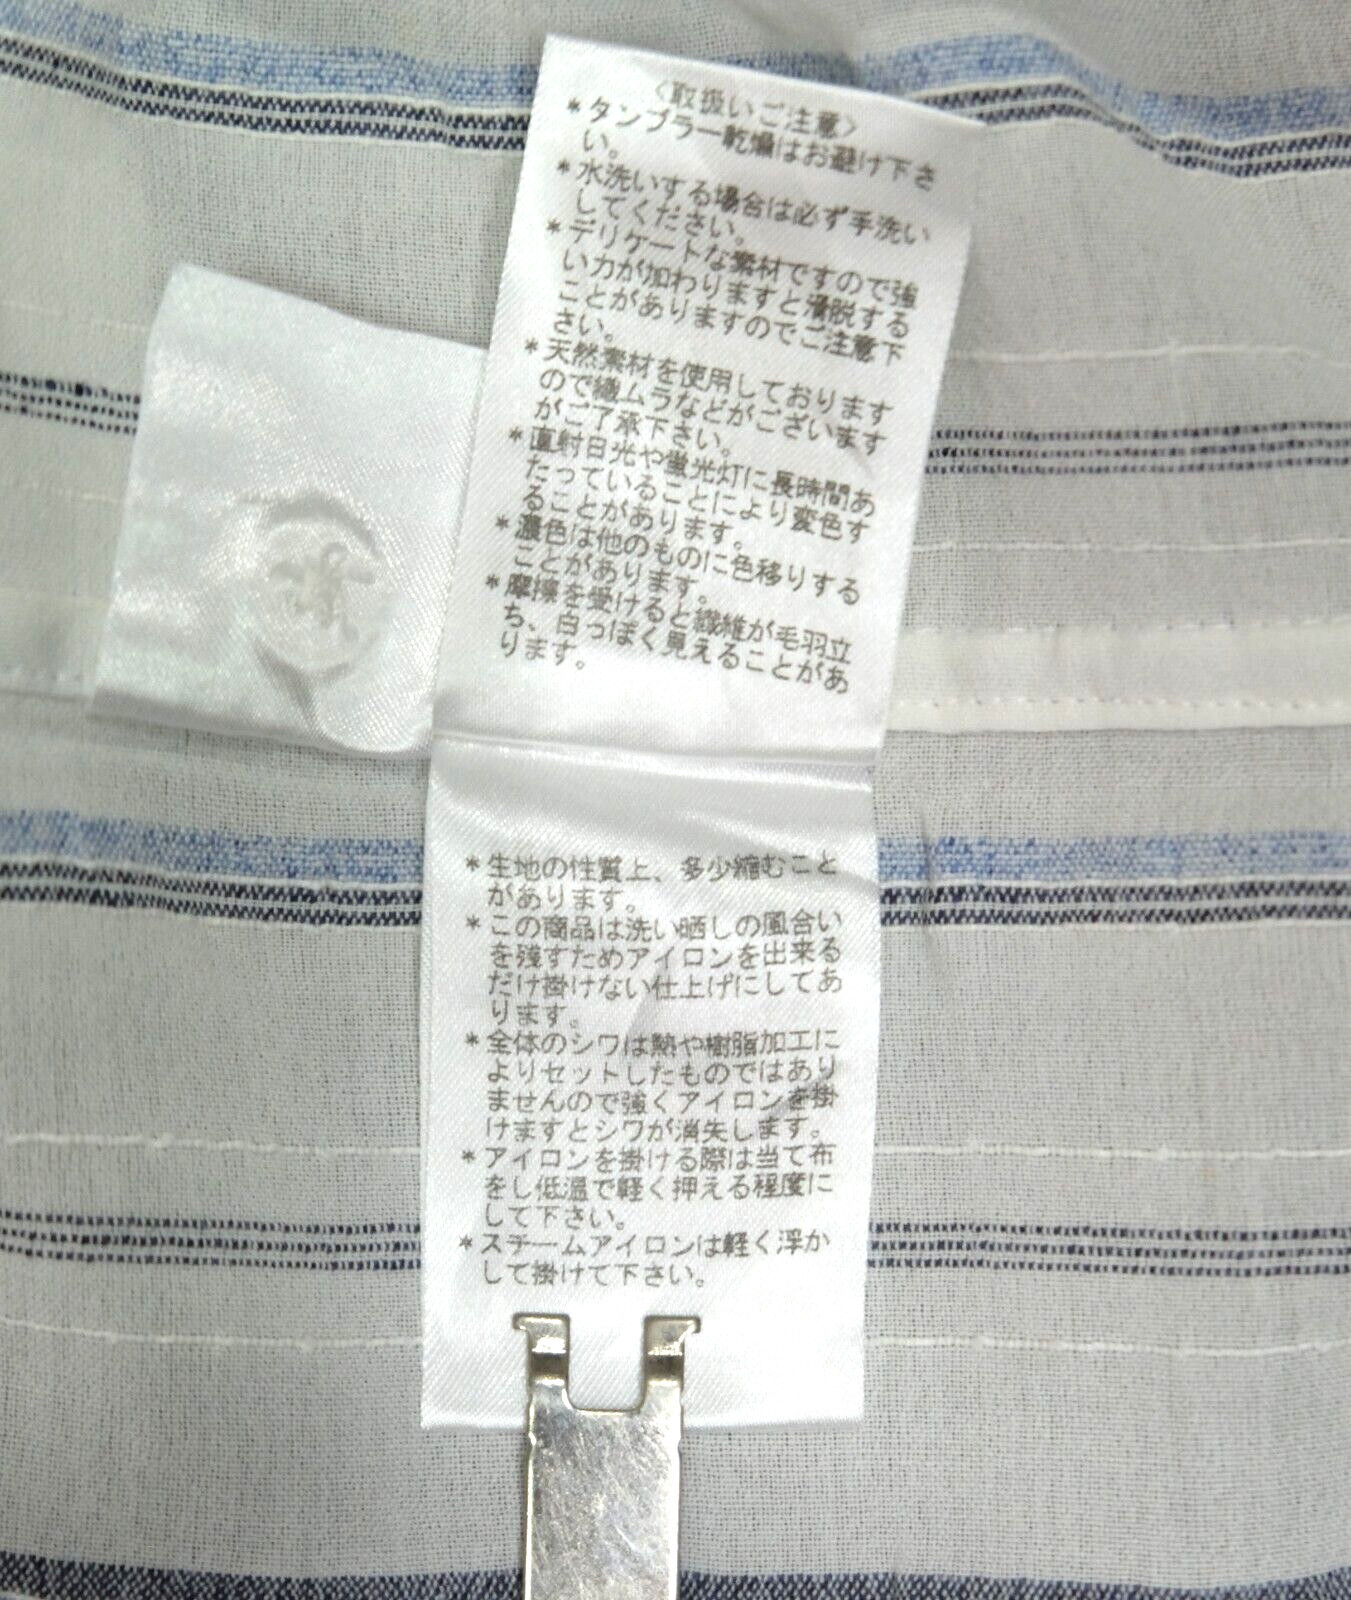 〈取扱いご注意〉
*タンブラー乾燥はお避け下さ
い。
*水洗いする場合は必ず手洗い
してください。
*デリケートな素材ですので強
い力が加わりますと滑脱する
ことがありますのでご注意下
さい。
*天然素材を使用しております
ので織ムラなどがございます
がご了承下さい。
*直射日光や蛍光灯に長時間あ
たっていることにより変色す
ることがあります。
*濃色は他のものに色移りする
ことがあります。
*摩擦を受けると繊維が毛羽立
ち、白っぽく見えることがあ
ります。
*生地の性質上、多少縮むこと
があります。
*この商品は洗い晒しの風合い
を残すためアイロンを出来る
だけ掛けない仕上げにしてあ
ります。
*全体のシワは熱や樹脂加工に
よりセットしたものではあり
ませんので強くアイロンを掛
けますとシワが消失します。
*アイロンを掛ける際は当て布
をし低温で軽く押える程度に
して下さい。
*スチームアイロンは軽く浮か
して掛けて下さい。